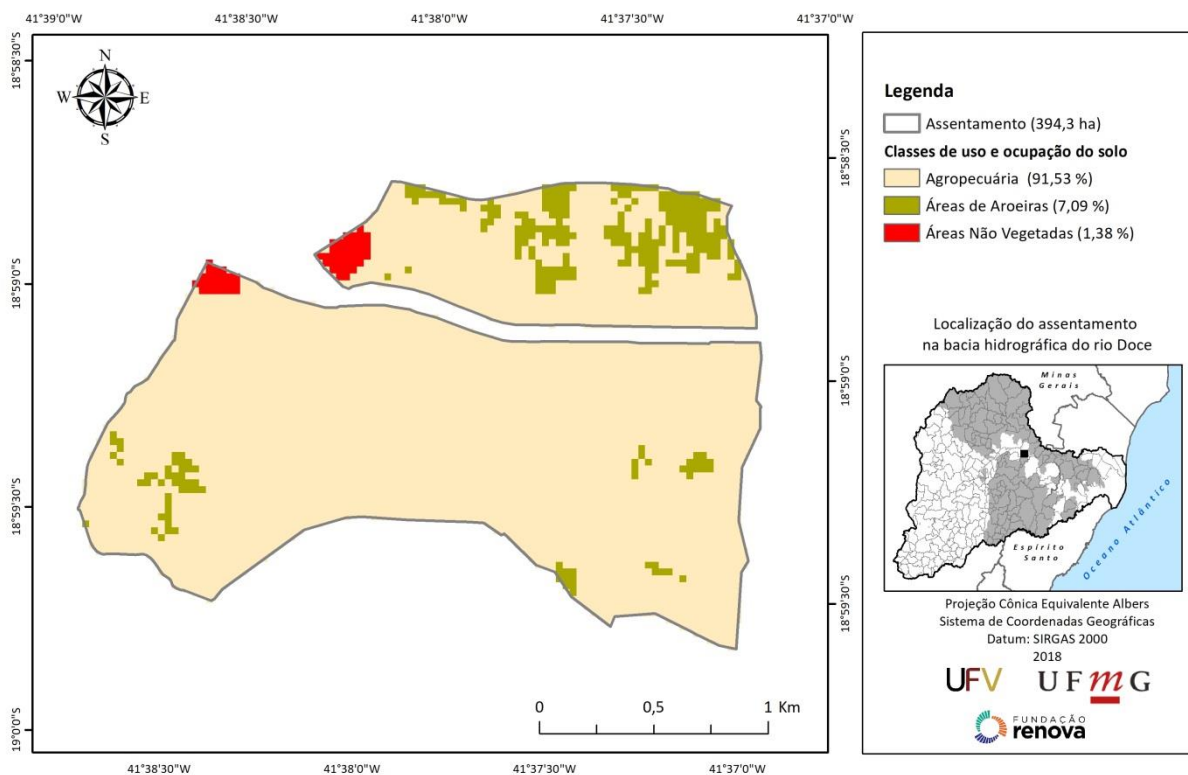 41°39'0"W
41°38'30"W
41°38'0"W
41°37'30"W
41°37'0"W
18°58'30"S
18°59'0"S
18°59'30"S
19°0'0"S
N
W
E
S
18°58'30"S
18°59'0"S
18°59'30"S
0
0,5
1 Km
41°38'30"W
41°38'0"W
41°37'30"W
41°37'0"W
Legenda
Assentamento (394,3 ha)
Classes de uso e ocupação do solo
Agropecuária (91,53 %)
Áreas de Aroeiras (7,09 %)
Áreas Não Vegetadas (1,38 %)
Localização do assentamento
na bacia hidrográfica do rio Doce
Minas
Gerais
Espírito
Santo
Oceano Atlântico
Projeção Cônica Equivalente Albers
Sistema de Coordenadas Geográficas
Datum: SIRGAS 2000
2018
UFV
UFmG
FUNDAÇÃO
renova